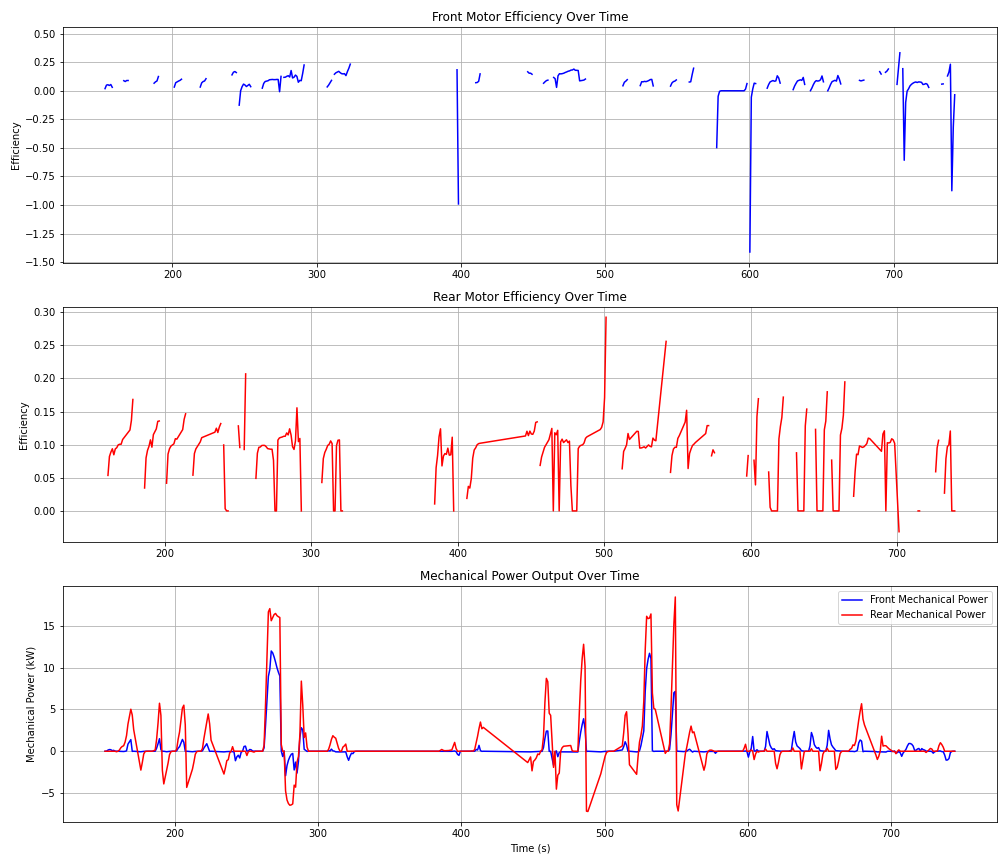 Front Motor Efficiency Over Time
0.50
0.25
0.00
−0.25
−0.50
−0.75
−1.00
−1.25
−1.50
Efficiency
200 300 400 500 600 700
Rear Motor Efficiency Over Time
0.30
0.25
0.20
0.15
0.10
0.05
0.00
Efficiency
200 300 400 500 600 700
Mechanical Power Output Over Time
Front Mechanical Power
Rear Mechanical Power
15
10
5
0
−5
Mechanical Power (kW)
200 300 400 500 600 700
Time (s)